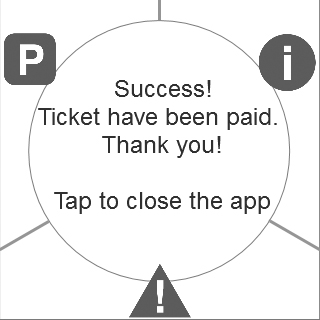 P
i
Success!
Ticket have been paid.
Thank you!
Tap to close the app
!